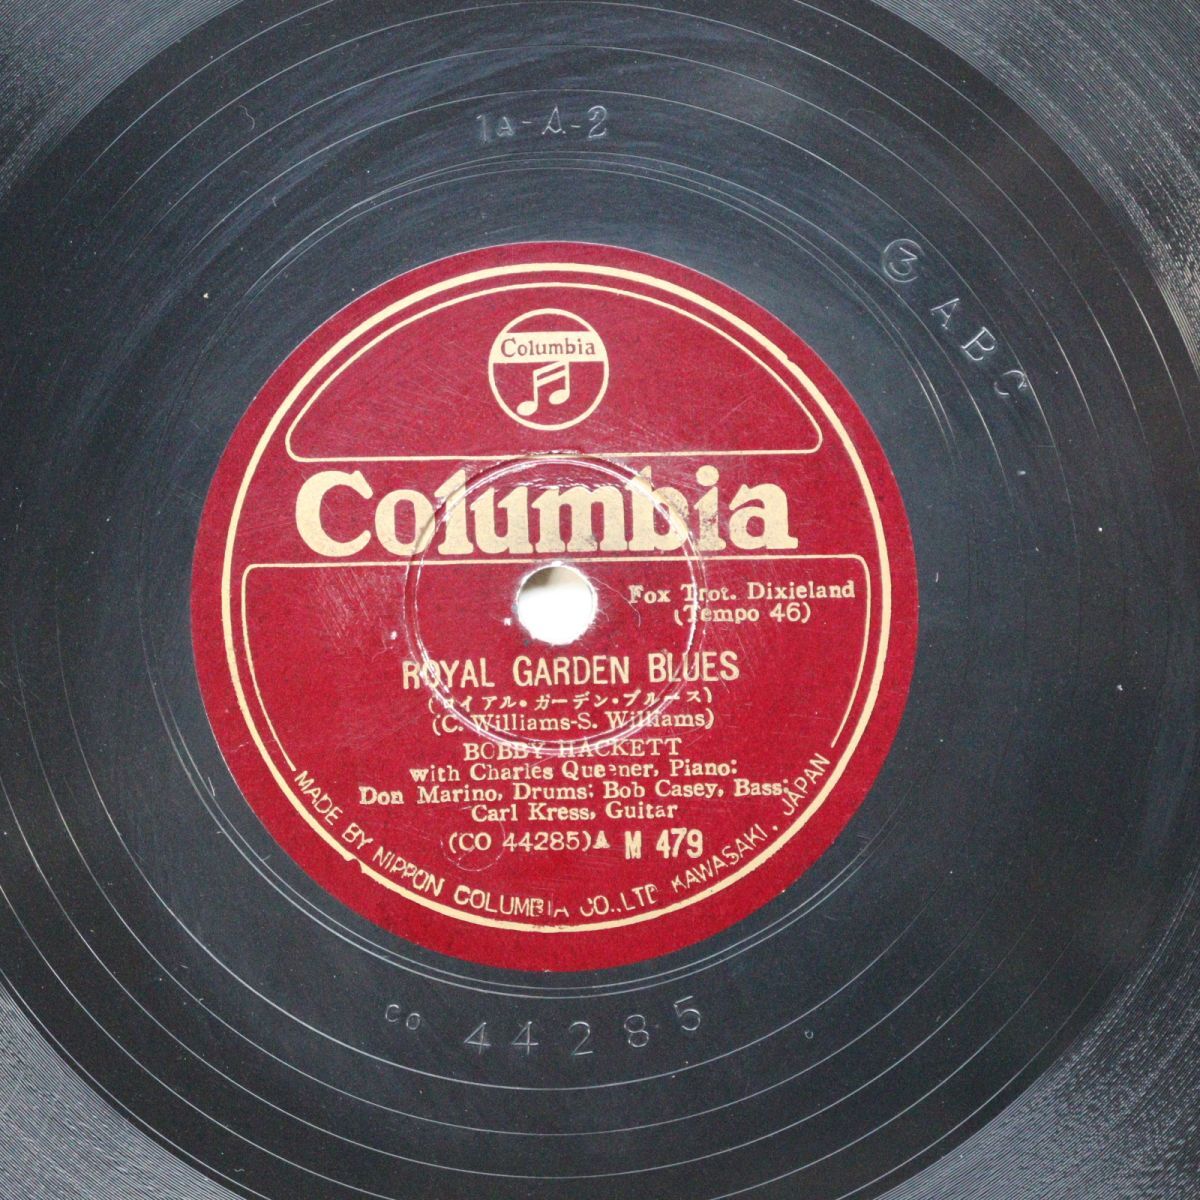 1A-A-2
3 A B C
Columbia
Columbia
Fox Trot. Dixieland
(Tempo 46)
ROYAL GARDEN BLUES
(ロイアル・ガーデン・ブルース)
(C. Williams-S. Williams)
BOBBY HACKETT
with Charles Queener, Piano:
Don Marino, Drums; Bob Casey, Bass;
Carl Kress, Guitar
(CO 44285)A M 479
MADE BY NIPPON COLUMBIA CO., LTD KAWASAKI, JAPAN
CO 44285